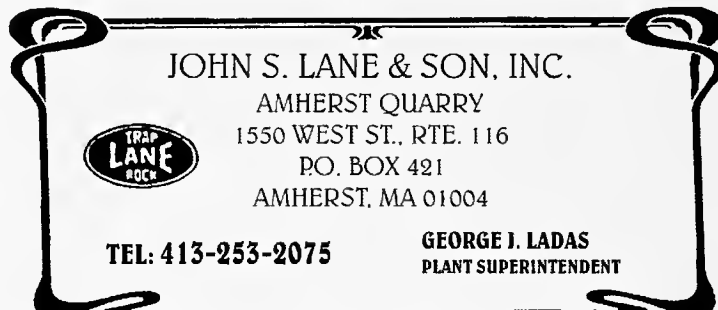 JOHN S. LANE & SON, INC.
AMHERST QUARRY
1550 WEST ST., RTE. 116
P.O. BOX 421
AMHERST, MA 01004
TRAP
LANE
ROCK
TEL: 413-253-2075
GEORGE J. LADAS
PLANT SUPERINTENDENT